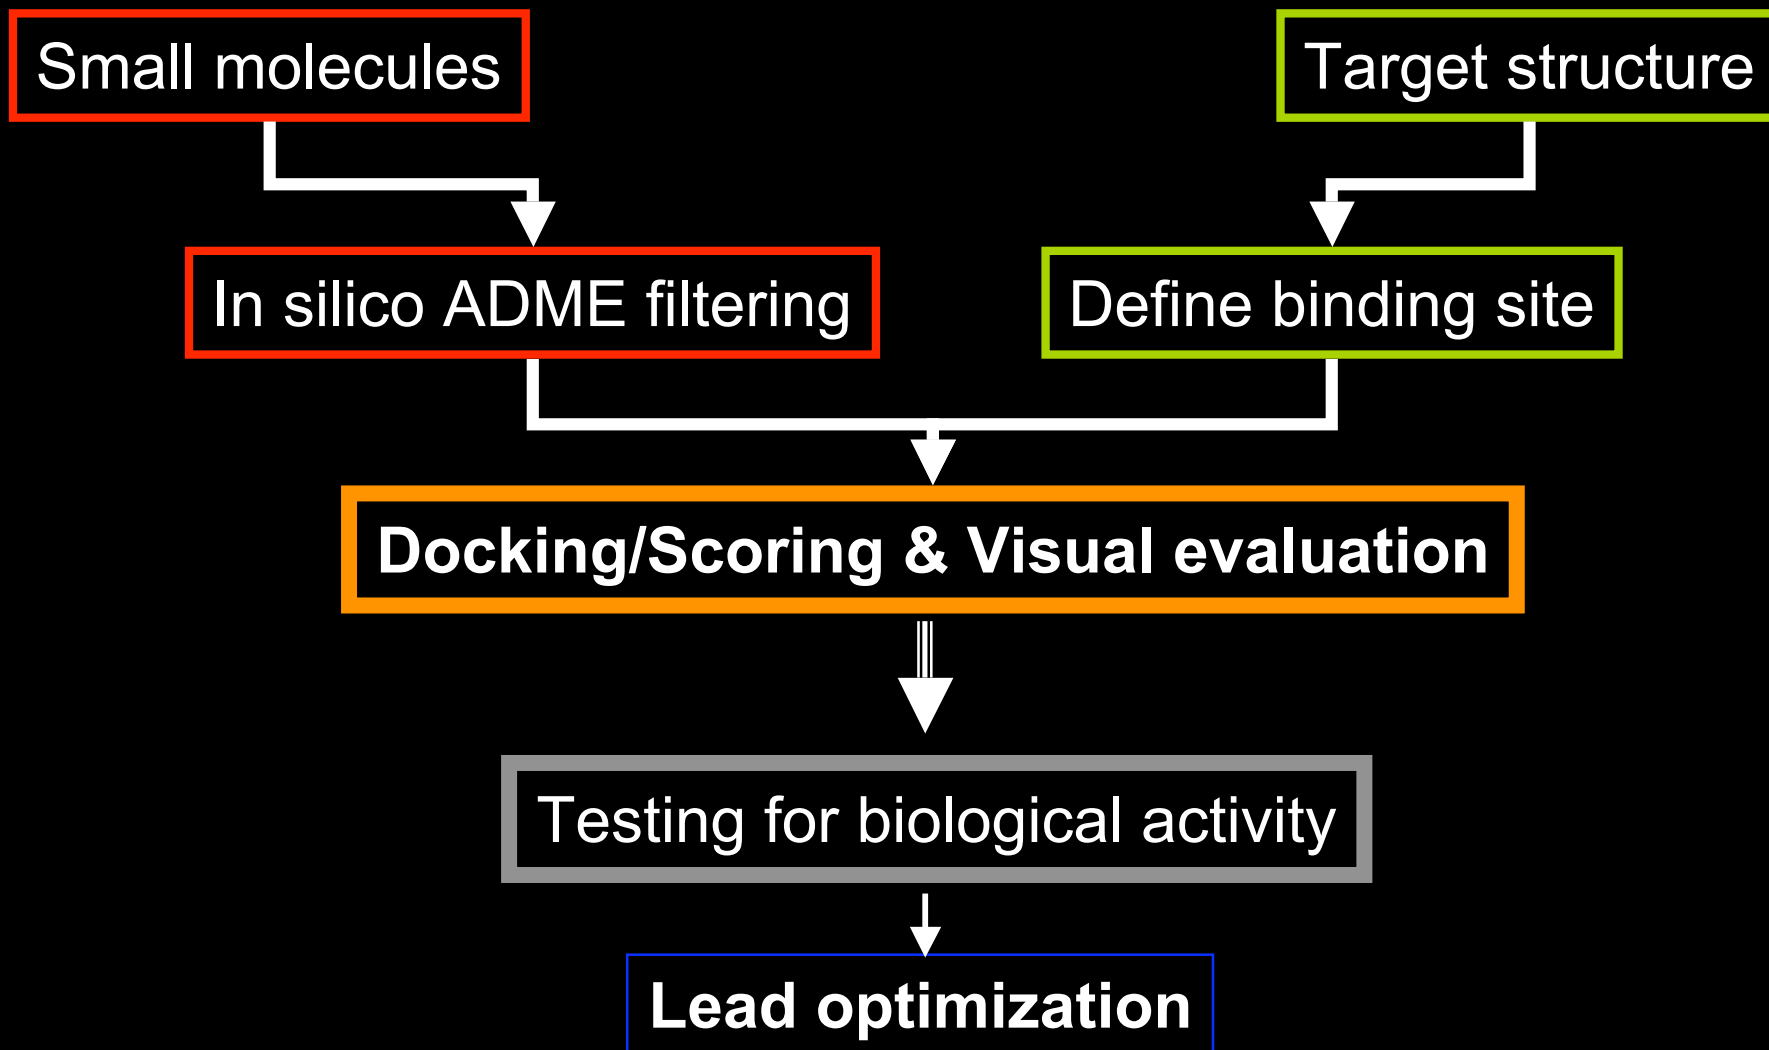 Small molecules
Target structure
In silico ADME filtering
Define binding site
Docking/Scoring & Visual evaluation
Testing for biological activity
Lead optimization